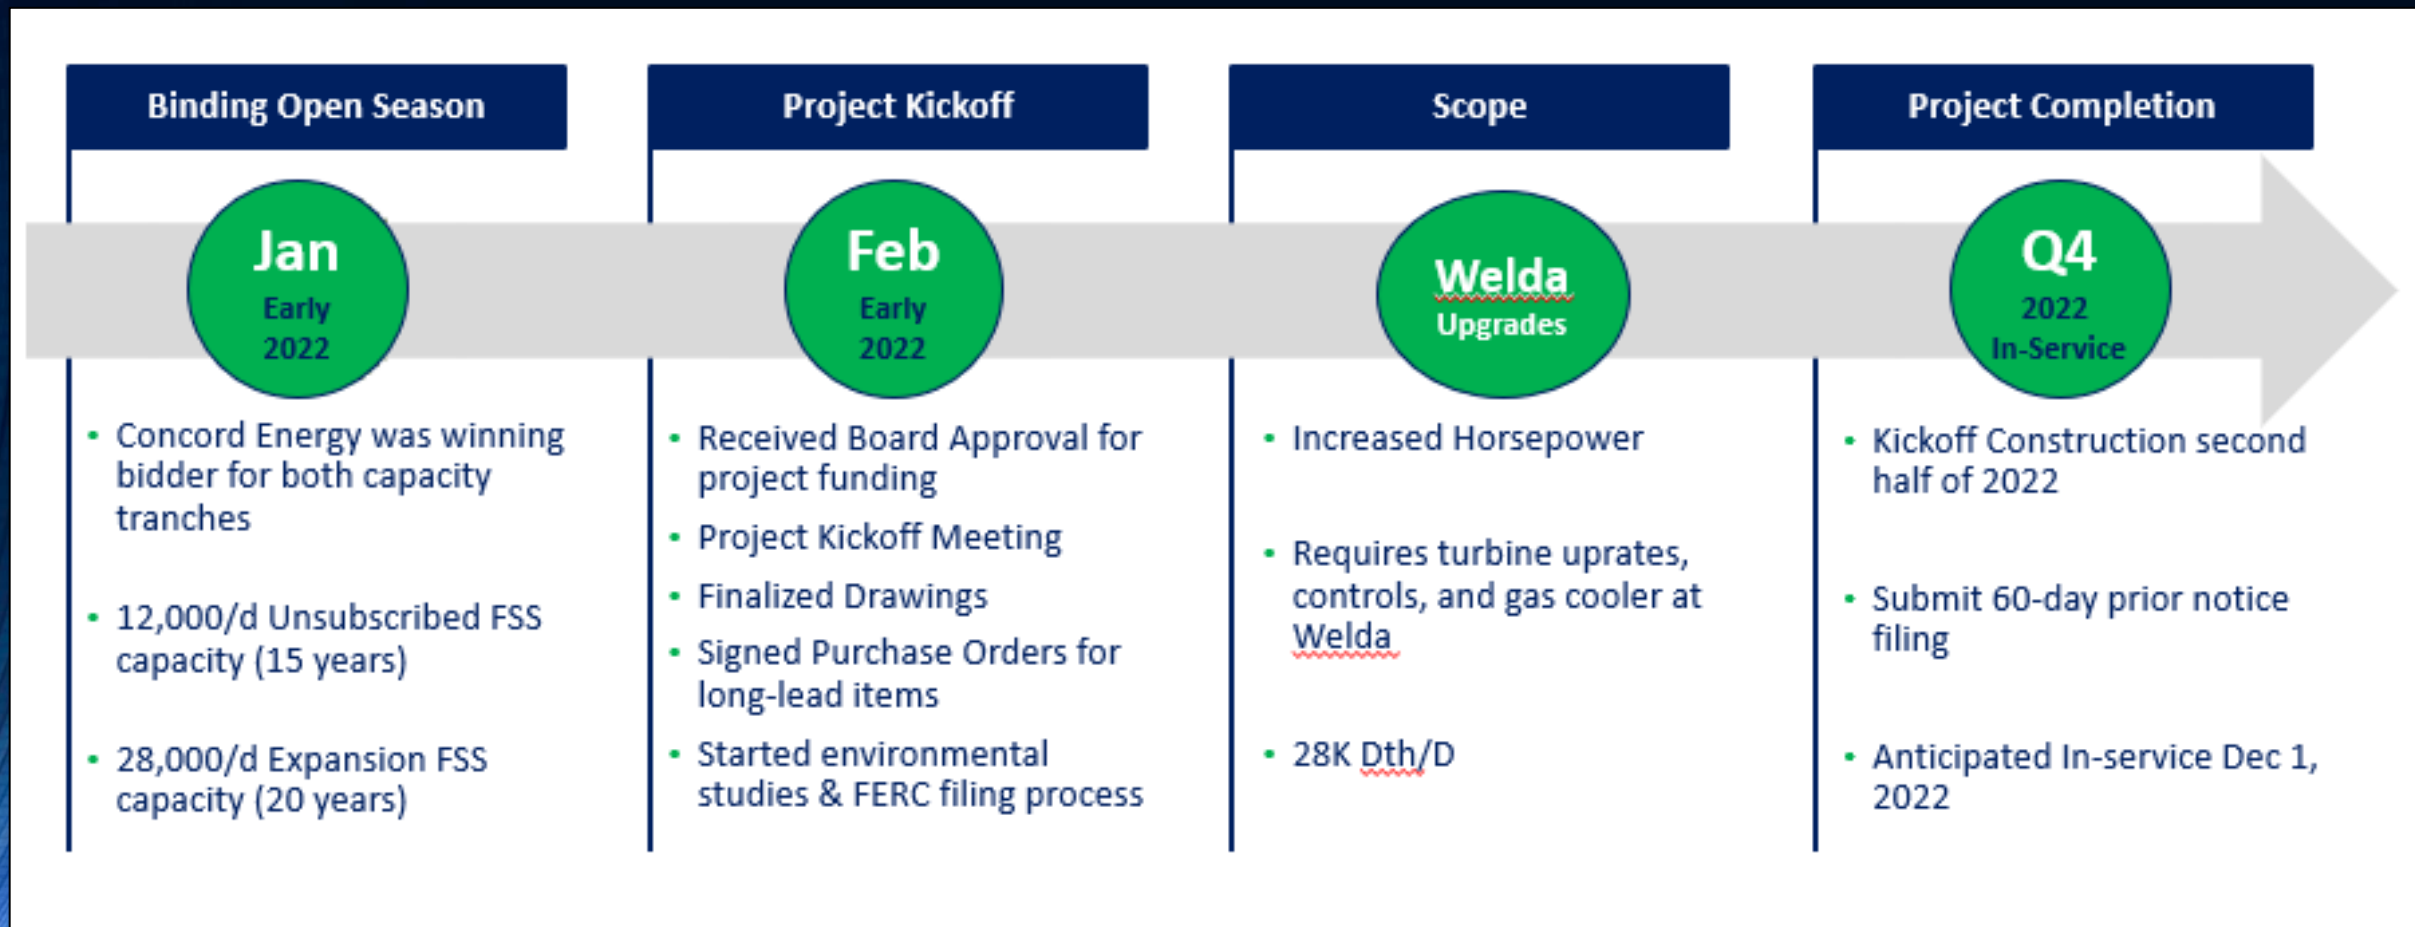 Binding Open Season
Jan
Early
2022
• Concord Energy was winning
bidder for both capacity
tranches
• 12,000/d Unsubscribed FSS
capacity (15 years)
• 28,000/d Expansion FSS
capacity (20 years)
Project Kickoff
Feb
Early
2022
• Received Board Approval for
project funding
• Project Kickoff Meeting
• Finalized Drawings
• Signed Purchase Orders for
long-lead items
• Started environmental
studies & FERC filing process
Scope
Welda
Upgrades
• Increased Horsepower
• Requires turbine uprates,
controls, and gas cooler at
Welda
• 28K Dth/D
Project Completion
Q4
2022
In-Service
• Kickoff Construction second
half of 2022
• Submit 60-day prior notice
filing
• Anticipated In-service Dec 1,
2022